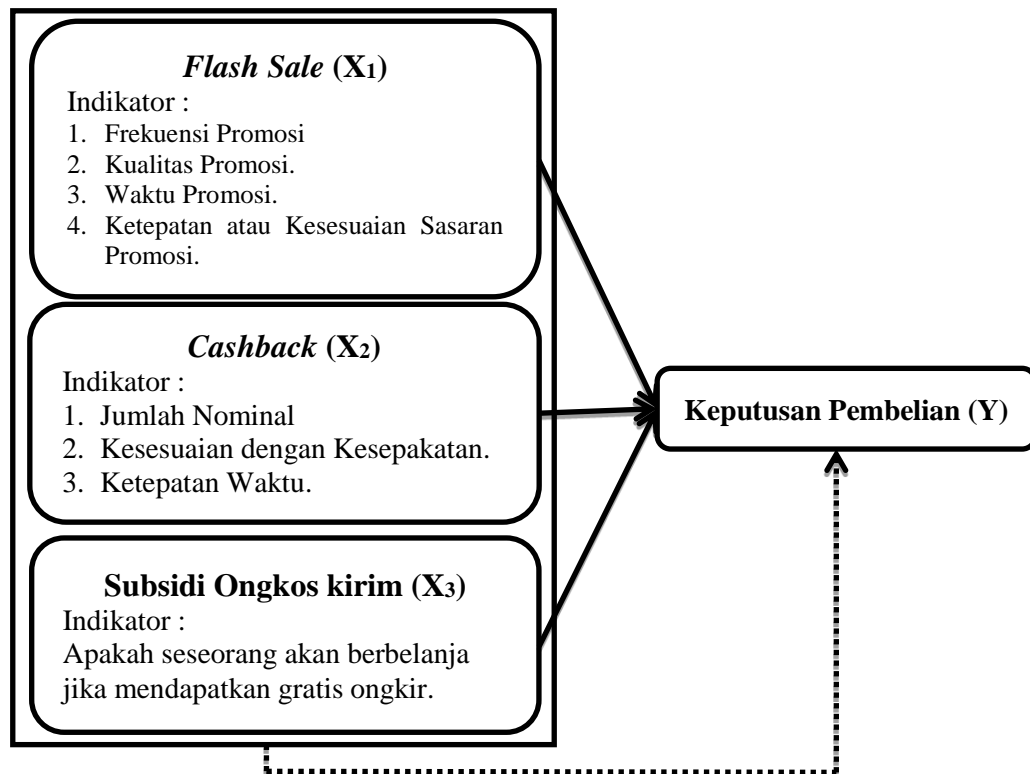 Flash Sale (X₁)
Indikator :
1. Frekuensi Promosi
2. Kualitas Promosi.
3. Waktu Promosi.
4. Ketepatan atau Kesesuaian Sasaran
Promosi.
Cashback (X₂)
Indikator :
1. Jumlah Nominal
2. Kesesuaian dengan Kesepakatan.
3. Ketepatan Waktu.
Subsidi Ongkos kirim (X₃)
Indikator :
Apakah seseorang akan berbelanja
jika mendapatkan gratis ongkir.
Keputusan Pembelian (Y)